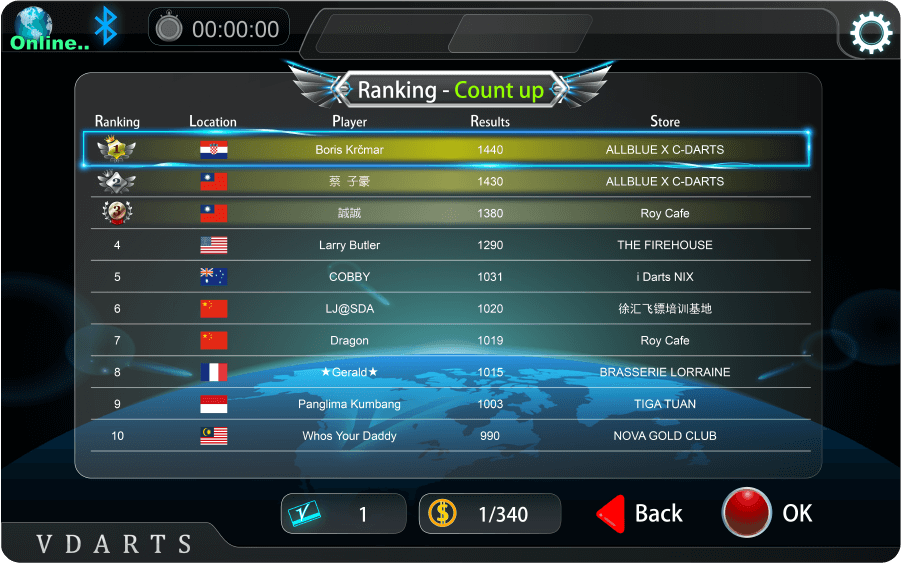 Online..
00:00:00
Ranking - Count up
Ranking Location Player Results Store
1 Boris Krčmar 1440 ALLBLUE X C-DARTS
2 蔡 子豪 1430 ALLBLUE X C-DARTS
3 誠誠 1380 Roy Cafe
4 Larry Butler 1290 THE FIREHOUSE
5 COBBY 1031 i Darts NIX
6 LJ@SDA 1020 徐汇飞镖培训基地
7 Dragon 1019 Roy Cafe
8 ★Gerald★ 1015 BRASSERIE LORRAINE
9 Panglima Kumbang 1003 TIGA TUAN
10 Whos Your Daddy 990 NOVA GOLD CLUB
1 $ 1/340 Back OK
VDARTS